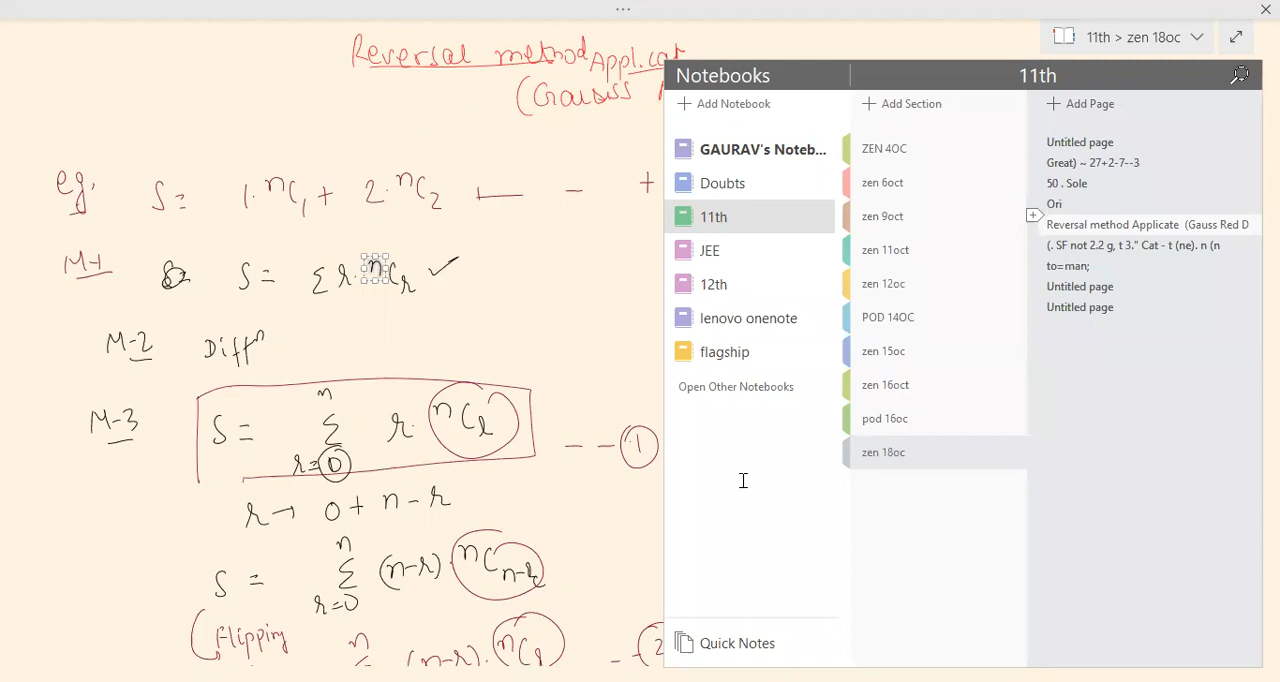 ...
11th > zen 18oc
Reversal method Applicat
(Gauss
eg. S = 1·ⁿC₁ + 2·ⁿC₂ — - +
M-1 S = Σ r·ⁿCᵣ ✓
M-2 Diffⁿ
M-3 S = Σ r·ⁿCᵣ -- ①
n
r=0
r → 0 + n-r
S = Σ (n-r)·ⁿCₙ₋ᵣ
n
r=0
Flipping
n
Σ (n-r)·ⁿCᵣ -- 2
Notebooks
+ Add Notebook
GAURAV's Noteb...
Doubts
11th
JEE
12th
lenovo onenote
flagship
Open Other Notebooks
Quick Notes
11th
+ Add Section
ZEN 4OC
zen 6oct
zen 9oct
zen 11oct
zen 12oc
POD 14OC
zen 15oc
zen 16oct
pod 16oc
zen 18oc
+ Add Page
Untitled page
Great) ~ 27+2-7--3
50 . Sole
Ori
Reversal method Applicate (Gauss Red D
(. SF not 2.2 g, t 3." Cat - t (ne). n (n
to=man;
Untitled page
Untitled page